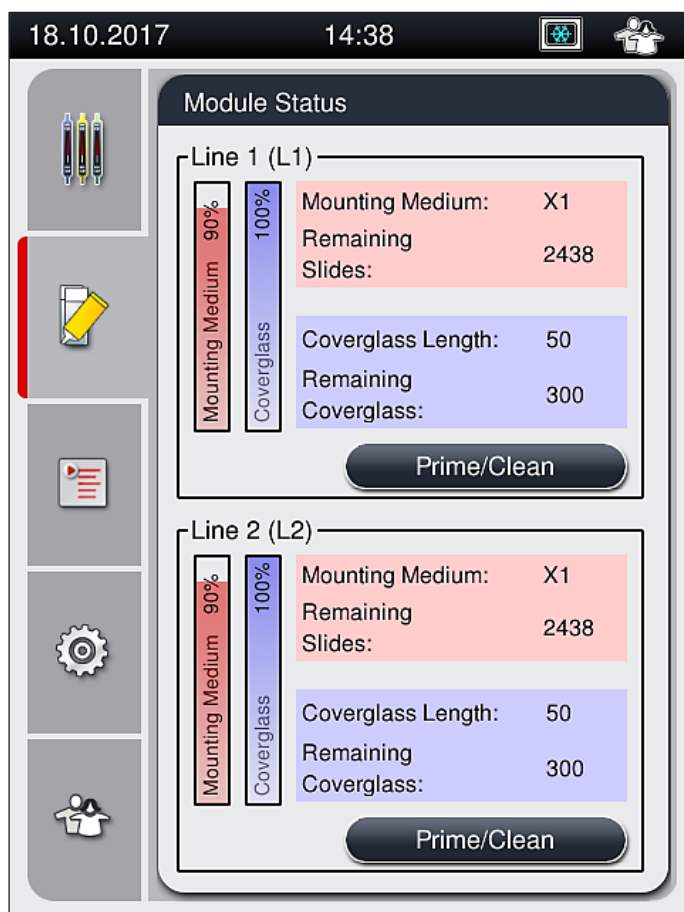 18.10.2017 14:38
Module Status
Line 1 (L1)
Mounting Medium 90%
Coverglass 100%
Mounting Medium: X1
Remaining
Slides: 2438
Coverglass Length: 50
Remaining
Coverglass: 300
Prime/Clean
Line 2 (L2)
Mounting Medium 90%
Coverglass 100%
Mounting Medium: X1
Remaining
Slides: 2438
Coverglass Length: 50
Remaining
Coverglass: 300
Prime/Clean